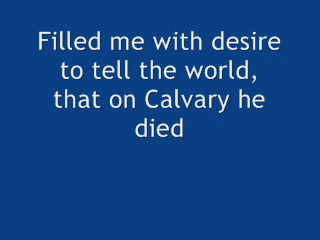 Filled me with desire
to tell the world,
that on Calvary he
died